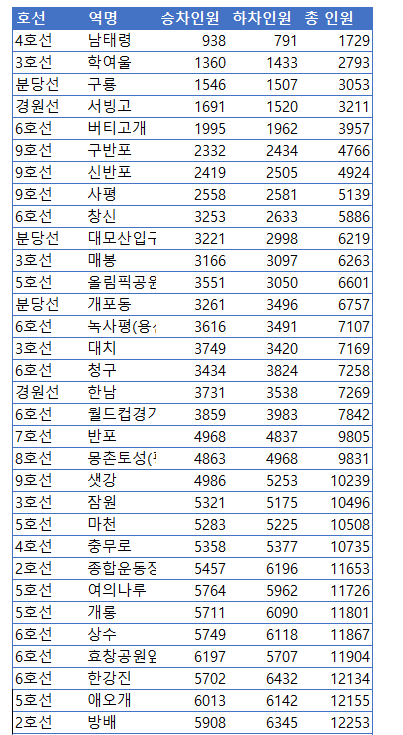 호선 역명 승차인원 하차인원 총 인원
4호선 남태령 938 791 1729
3호선 학여울 1360 1433 2793
분당선 구룡 1546 1507 3053
경원선 서빙고 1691 1520 3211
6호선 버티고개 1995 1962 3957
9호선 구반포 2332 2434 4766
9호선 신반포 2419 2505 4924
9호선 사평 2558 2581 5139
6호선 창신 3253 2633 5886
분당선 대모산입구 3221 2998 6219
3호선 매봉 3166 3097 6263
5호선 올림픽공원 3551 3050 6601
분당선 개포동 3261 3496 6757
6호선 녹사평(용산 3616 3491 7107
3호선 대치 3749 3420 7169
6호선 청구 3434 3824 7258
경원선 한남 3731 3538 7269
6호선 월드컵경기 3859 3983 7842
7호선 반포 4968 4837 9805
8호선 몽촌토성(평 4863 4968 9831
9호선 샛강 4986 5253 10239
3호선 잠원 5321 5175 10496
5호선 마천 5283 5225 10508
4호선 충무로 5358 5377 10735
2호선 종합운동장 5457 6196 11653
5호선 여의나루 5764 5962 11726
5호선 개롱 5711 6090 11801
6호선 상수 5749 6118 11867
6호선 효창공원앞 6197 5707 11904
6호선 한강진 5702 6432 12134
5호선 애오개 6013 6142 12155
2호선 방배 5908 6345 12253